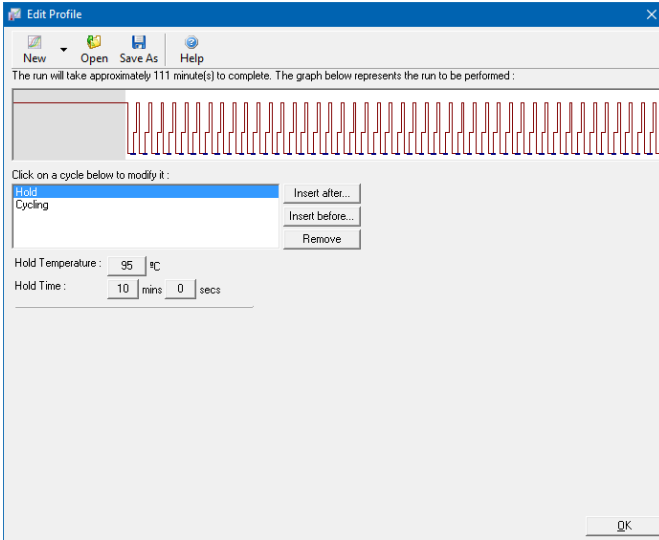 Edit Profile
New Open Save As Help
The run will take approximately 111 minute(s) to complete. The graph below represents the run to be performed :
Click on a cycle below to modify it :
Hold
Cycling
Insert after...
Insert before...
Remove
Hold Temperature : 95 ºC
Hold Time : 10 mins 0 secs
OK